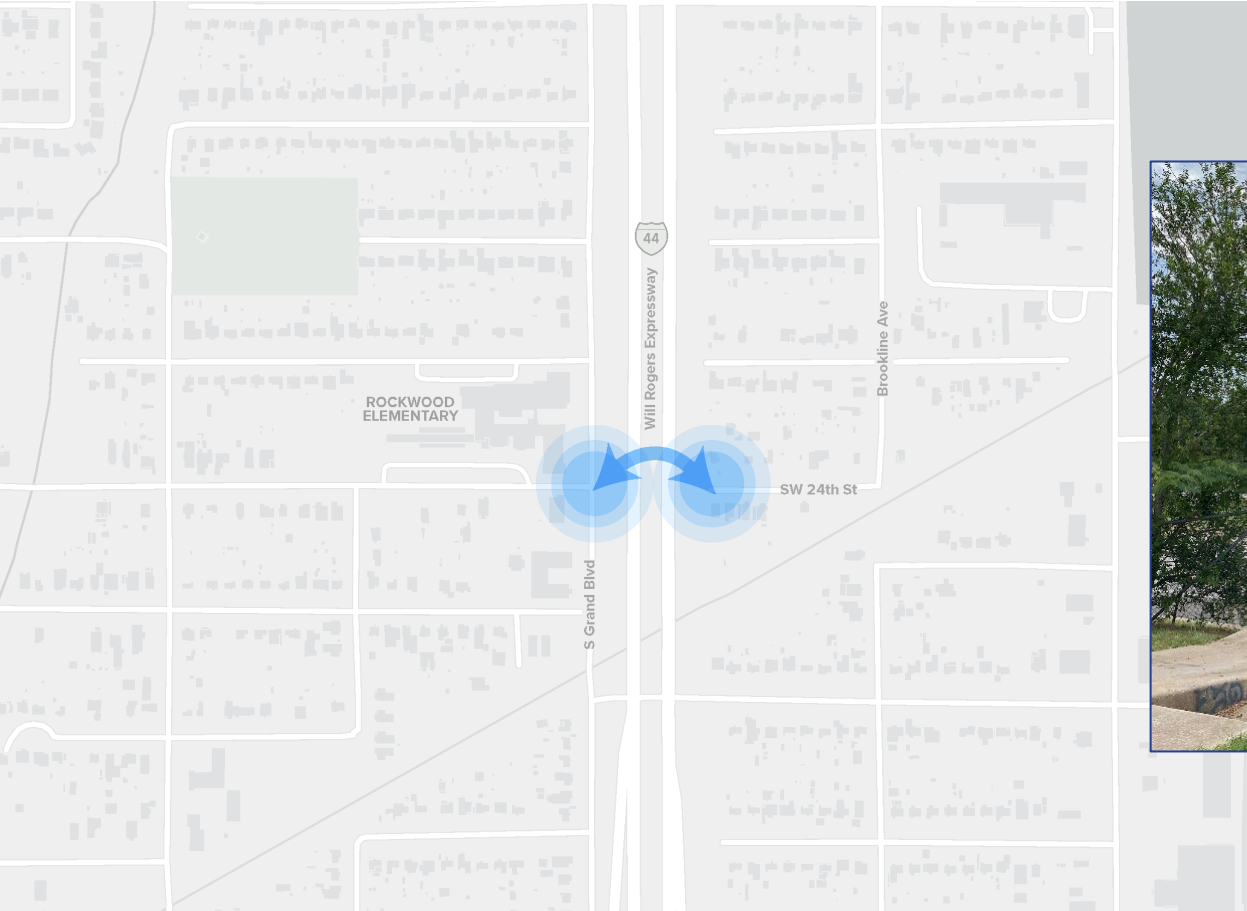 44
Will Rogers Expressway
Brookline Ave
ROCKWOOD
ELEMENTARY
SW 24th St
S Grand Blvd